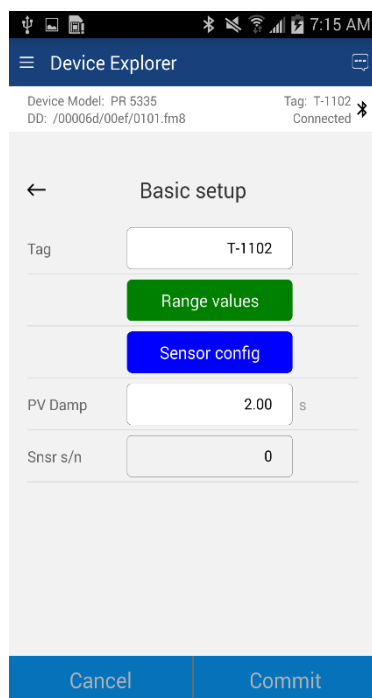 7:15 AM
Device Explorer
Device Model: PR 5335
Tag: T-1102
DD: /00006d/00ef/0101.fm8
Connected
Basic setup
Tag
T-1102
Range values
Sensor config
PV Damp
2.00
s
Snsr s/n
0
Cancel
Commit